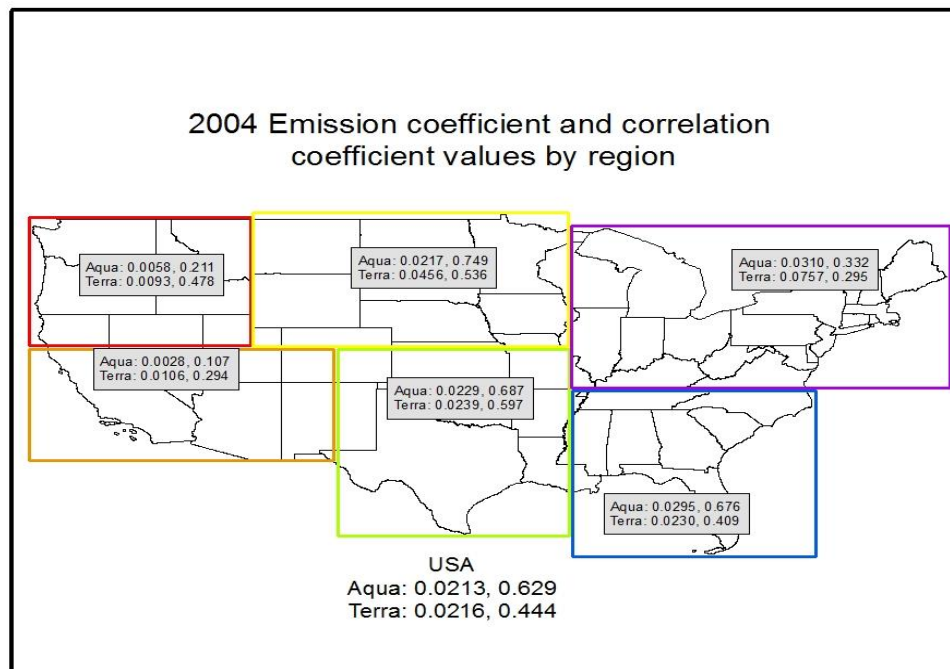 2004 Emission coefficient and correlation
coefficient values by region
Aqua: 0.0058, 0.211
Terra: 0.0093, 0.478
Aqua: 0.0217, 0.749
Terra: 0.0456, 0.536
Aqua: 0.0310, 0.332
Terra: 0.0757, 0.295
Aqua: 0.0028, 0.107
Terra: 0.0106, 0.294
Aqua: 0.0229, 0.687
Terra: 0.0239, 0.597
Aqua: 0.0295, 0.676
Terra: 0.0230, 0.409
USA
Aqua: 0.0213, 0.629
Terra: 0.0216, 0.444